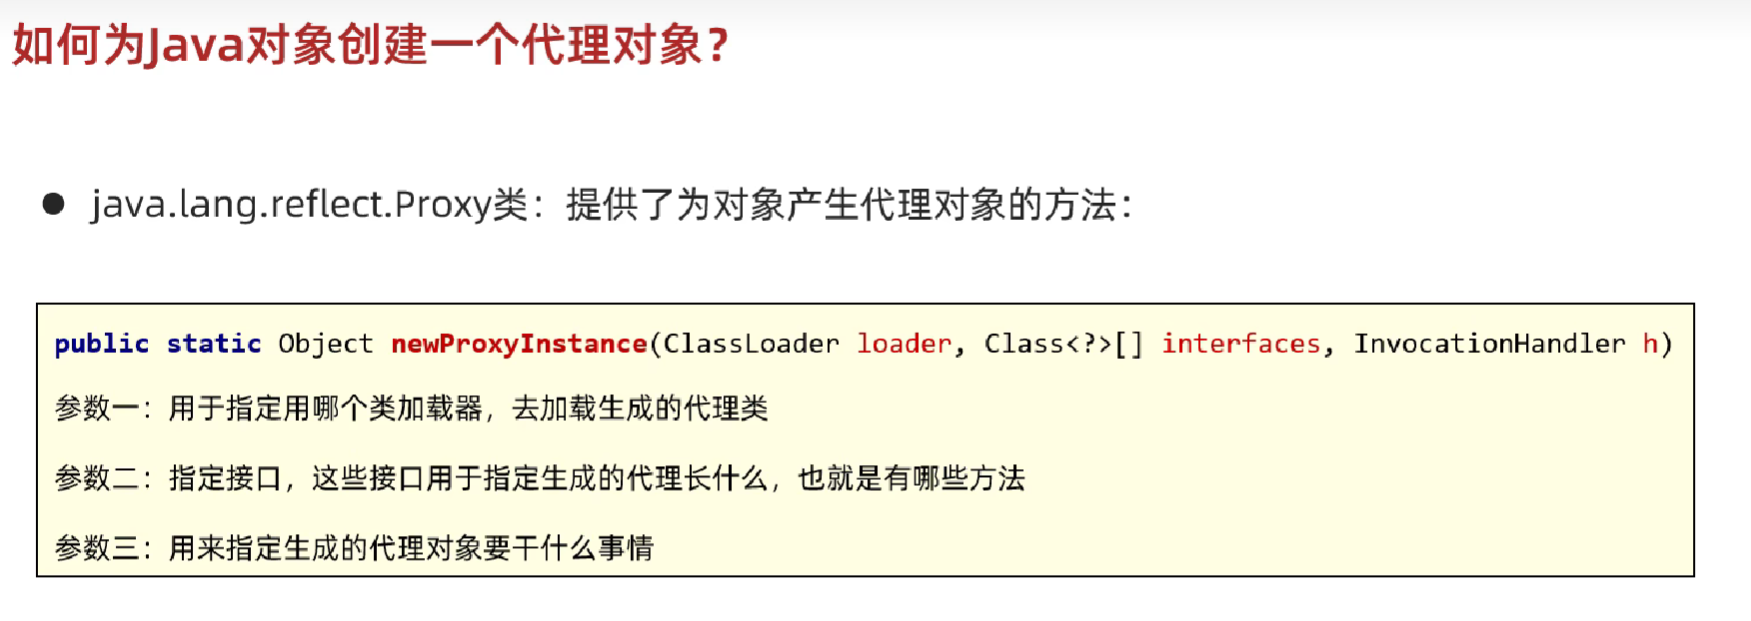 如何为Java对象创建一个代理对象？
● java.lang.reflect.Proxy类：提供了为对象产生代理对象的方法：
public static Object newProxyInstance(ClassLoader loader, Class<?>[] interfaces, InvocationHandler h)
参数一：用于指定用哪个类加载器，去加载生成的代理类
参数二：指定接口，这些接口用于指定生成的代理长什么，也就是有哪些方法
参数三：用来指定生成的代理对象要干什么事情